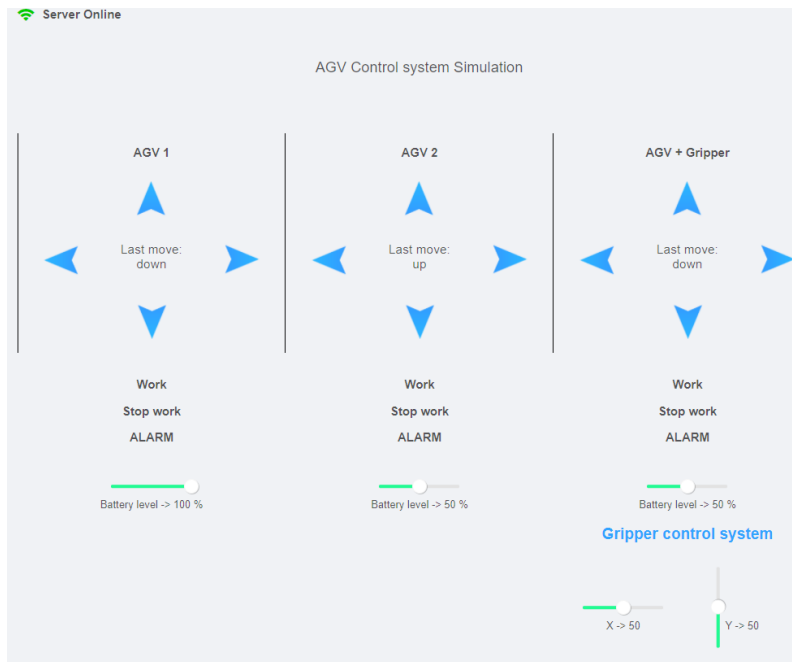 Server Online
AGV Control system Simulation
AGV 1
AGV 2
AGV + Gripper
Last move:
down
Last move:
up
Last move:
down
Work
Work
Work
Stop work
Stop work
Stop work
ALARM
ALARM
ALARM
Battery level -> 100 %
Battery level -> 50 %
Battery level -> 50 %
Gripper control system
X -> 50
Y -> 50